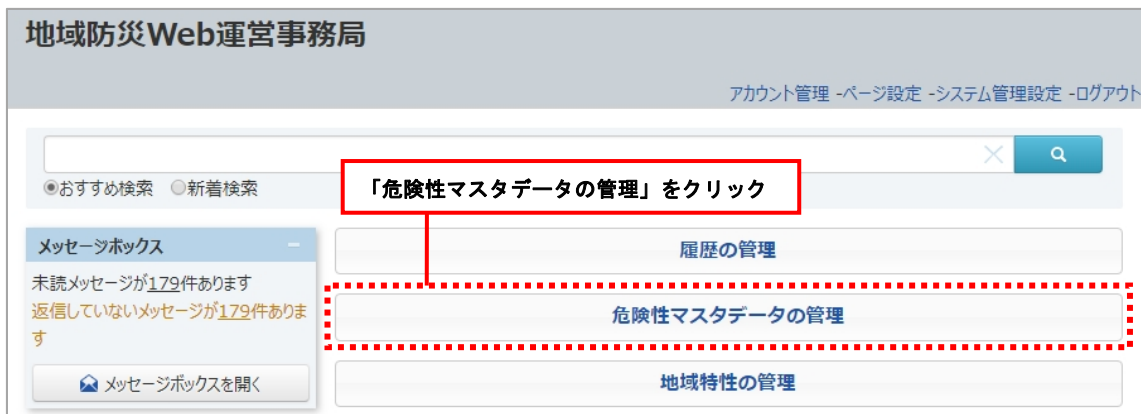 地域防災Web運営事務局
アカウント管理 -ページ設定 -システム管理設定 -ログアウト
おすすめ検索 新着検索
「危険性マスタデータの管理」をクリック
メッセージボックス
未読メッセージが179件あります
返信していないメッセージが179件ありま
す
メッセージボックスを開く
履歴の管理
危険性マスタデータの管理
地域特性の管理